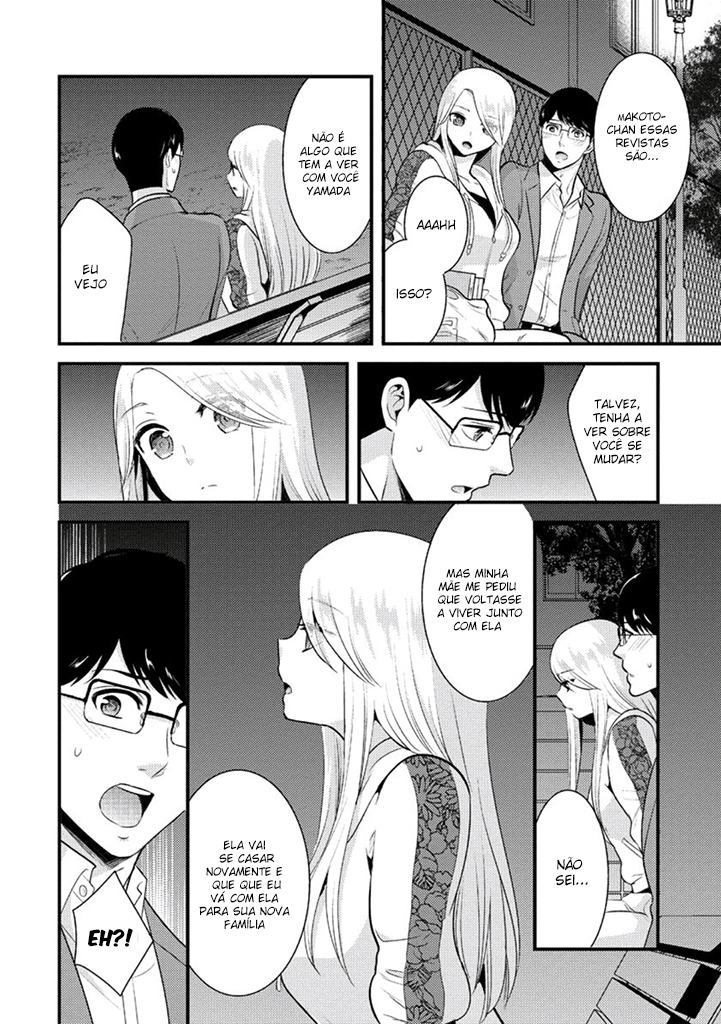 MAKOTO-
CHAN ESSAS
REVISTAS
SÃO...
AAAHH
ISSO?
NÃO É
ALGO QUE
TEM A VER
COM VOCÊ
YAMADA
EU
VEJO
TALVEZ,
TENHA A
VER SOBRE
VOCÊ SE
MUDAR?
NÃO
SEI...
MAS MINHA
MÃE ME PEDIU
QUE VOLTASSE
A VIVER JUNTO
COM ELA
ELA VAI
SE CASAR
NOVAMENTE E
QUE QUE EU
VÁ COM ELA
PARA SUA NOVA
FAMÍLIA
EH?!